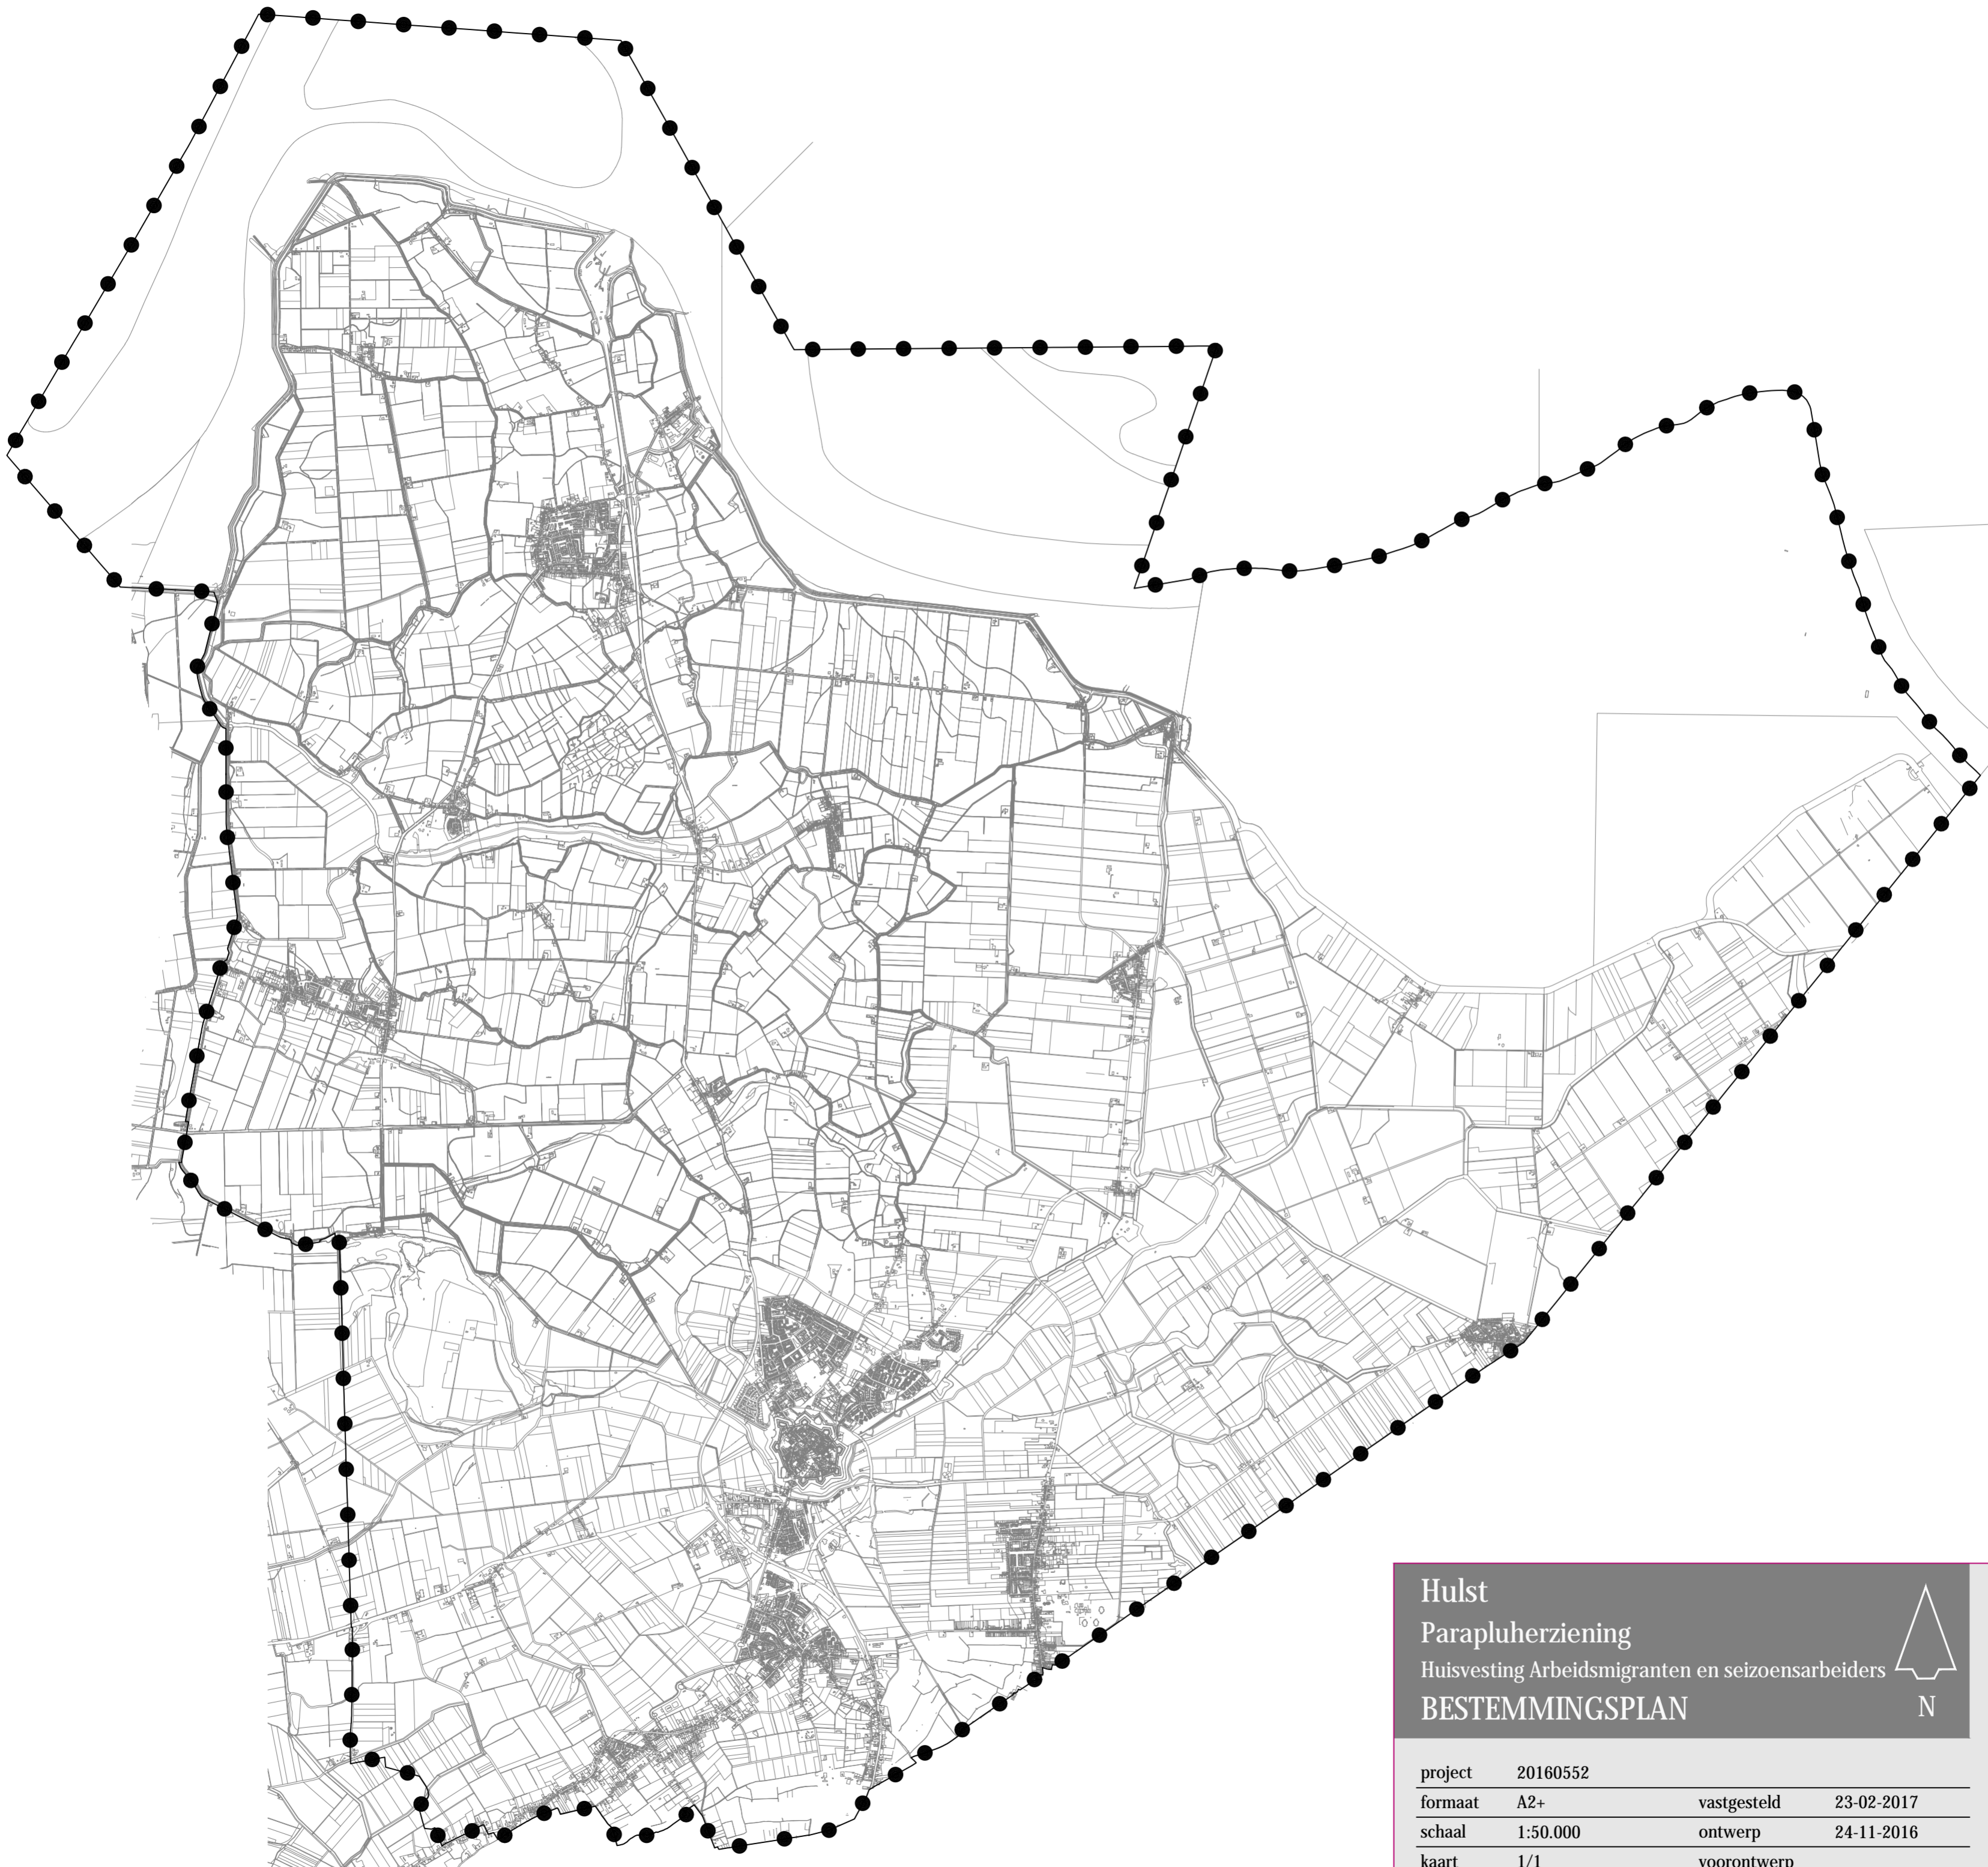 Hulst
Parapluherziening
Huisvesting Arbeidsmigranten en seizoensarbeiders
BESTEMMINGSPLAN
N
project 20160552
formaat A2+ vastgesteld 23-02-2017
schaal 1:50.000 ontwerp 24-11-2016
kaart 1/1 voorontwerp